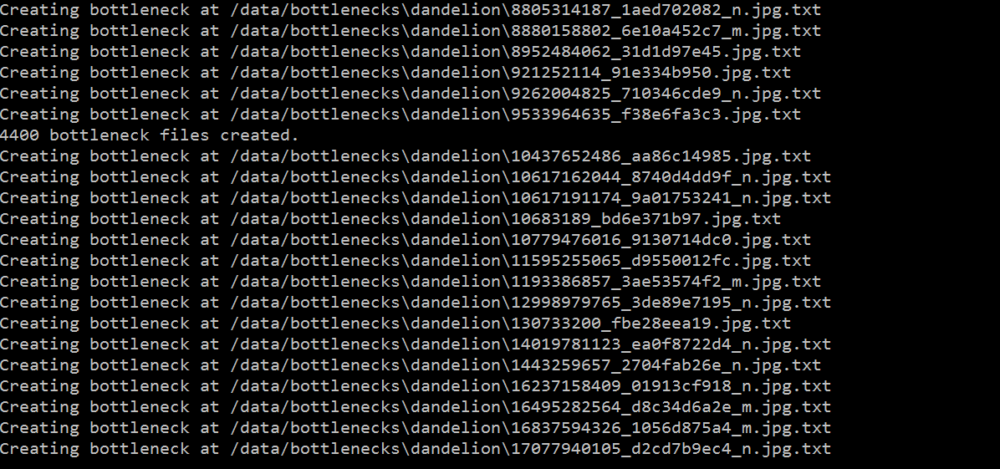 Creating bottleneck at /data/bottlenecks\dandelion\8805314187_1aed702082_n.jpg.txt
Creating bottleneck at /data/bottlenecks\dandelion\8880158802_6e10a452c7_m.jpg.txt
Creating bottleneck at /data/bottlenecks\dandelion\8952484062_31d1d97e45.jpg.txt
Creating bottleneck at /data/bottlenecks\dandelion\921252114_91e334b950.jpg.txt
Creating bottleneck at /data/bottlenecks\dandelion\9262004825_710346cde9_n.jpg.txt
Creating bottleneck at /data/bottlenecks\dandelion\9533964635_f38e6fa3c3.jpg.txt
4400 bottleneck files created.
Creating bottleneck at /data/bottlenecks\dandelion\10437652486_aa86c14985.jpg.txt
Creating bottleneck at /data/bottlenecks\dandelion\10617162044_8740d4dd9f_n.jpg.txt
Creating bottleneck at /data/bottlenecks\dandelion\10617191174_9a01753241_n.jpg.txt
Creating bottleneck at /data/bottlenecks\dandelion\10683189_bd6e371b97.jpg.txt
Creating bottleneck at /data/bottlenecks\dandelion\10779476016_9130714dc0.jpg.txt
Creating bottleneck at /data/bottlenecks\dandelion\11595255065_d9550012fc.jpg.txt
Creating bottleneck at /data/bottlenecks\dandelion\1193386857_3ae53574f2_m.jpg.txt
Creating bottleneck at /data/bottlenecks\dandelion\12998979765_3de89e7195_n.jpg.txt
Creating bottleneck at /data/bottlenecks\dandelion\130733200_fbe28eea19.jpg.txt
Creating bottleneck at /data/bottlenecks\dandelion\14019781123_ea0f8722d4_n.jpg.txt
Creating bottleneck at /data/bottlenecks\dandelion\1443259657_2704fab26e_n.jpg.txt
Creating bottleneck at /data/bottlenecks\dandelion\16237158409_01913cf918_n.jpg.txt
Creating bottleneck at /data/bottlenecks\dandelion\16495282564_d8c34d6a2e_m.jpg.txt
Creating bottleneck at /data/bottlenecks\dandelion\16837594326_1056d875a4_m.jpg.txt
Creating bottleneck at /data/bottlenecks\dandelion\17077940105_d2cd7b9ec4_n.jpg.txt